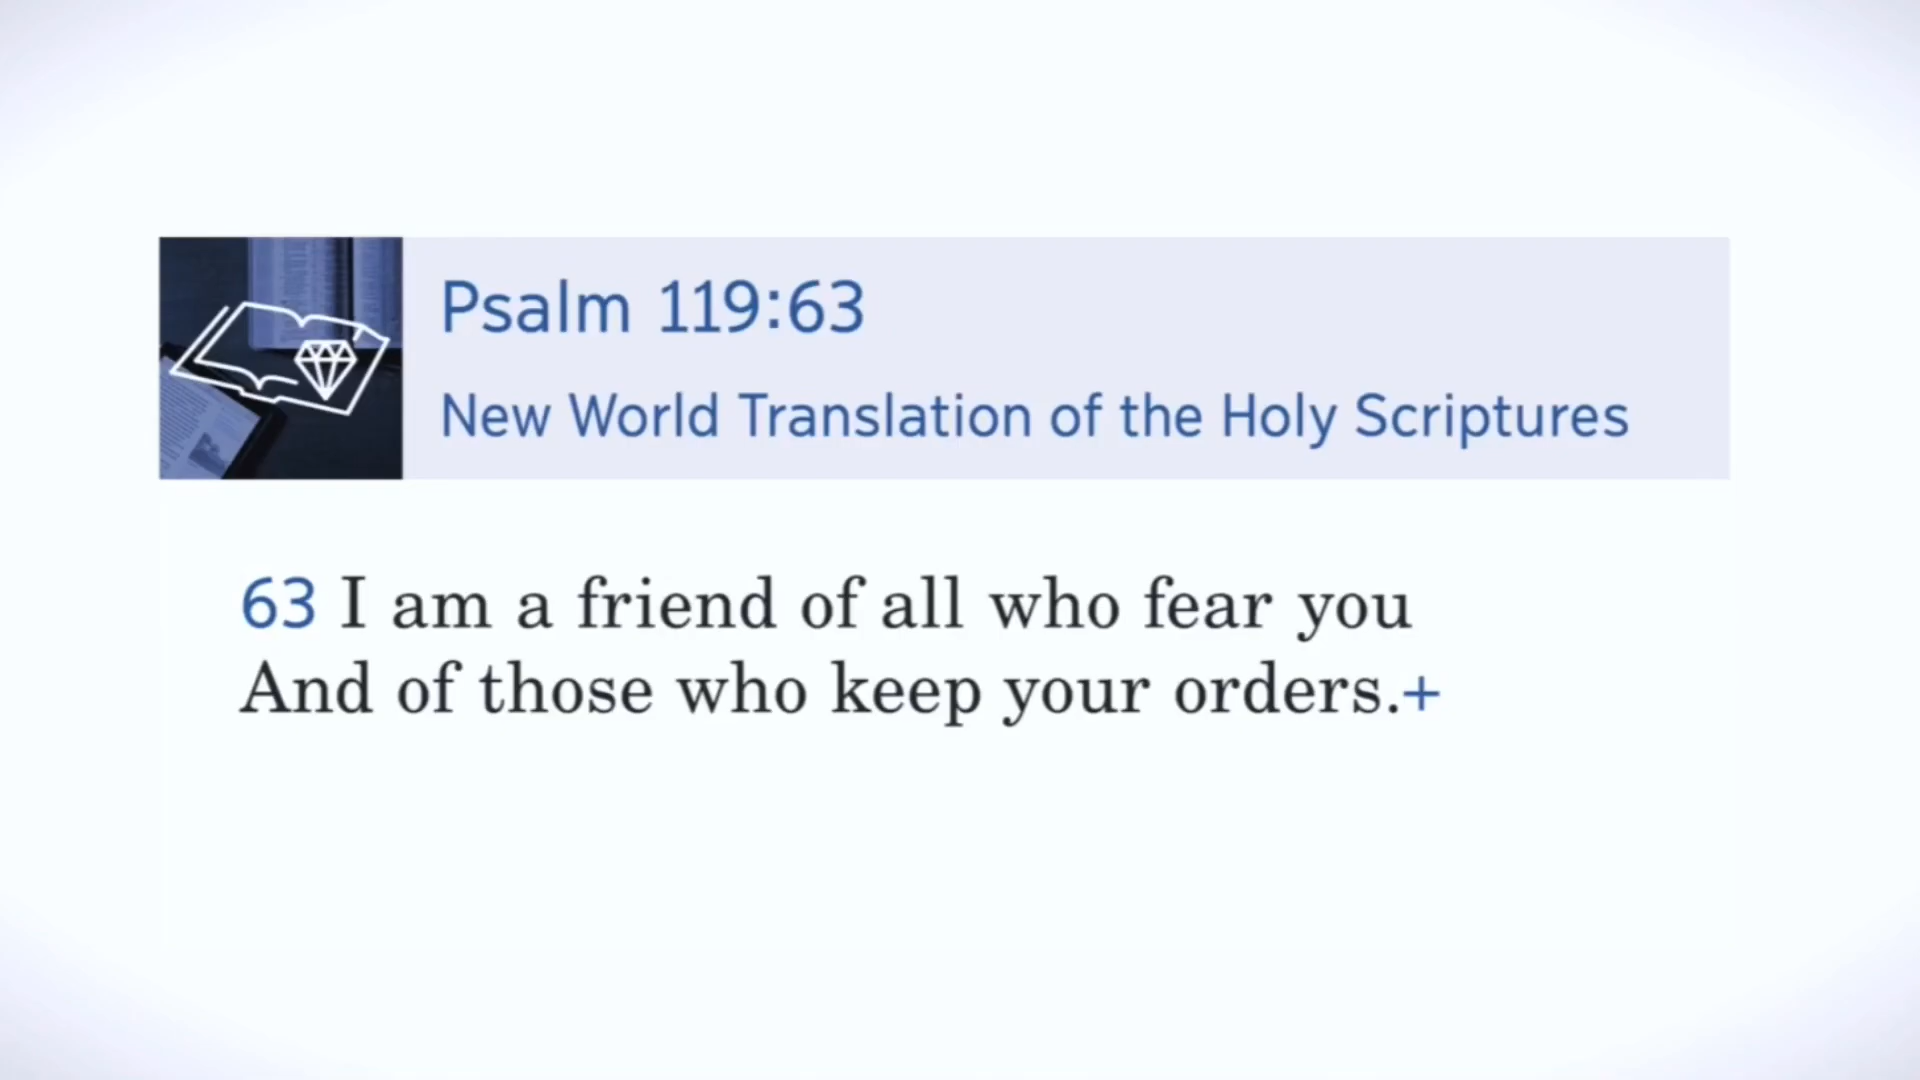 Psalm 119:63
New World Translation of the Holy Scriptures
63 I am a friend of all who fear you
And of those who keep your orders.+